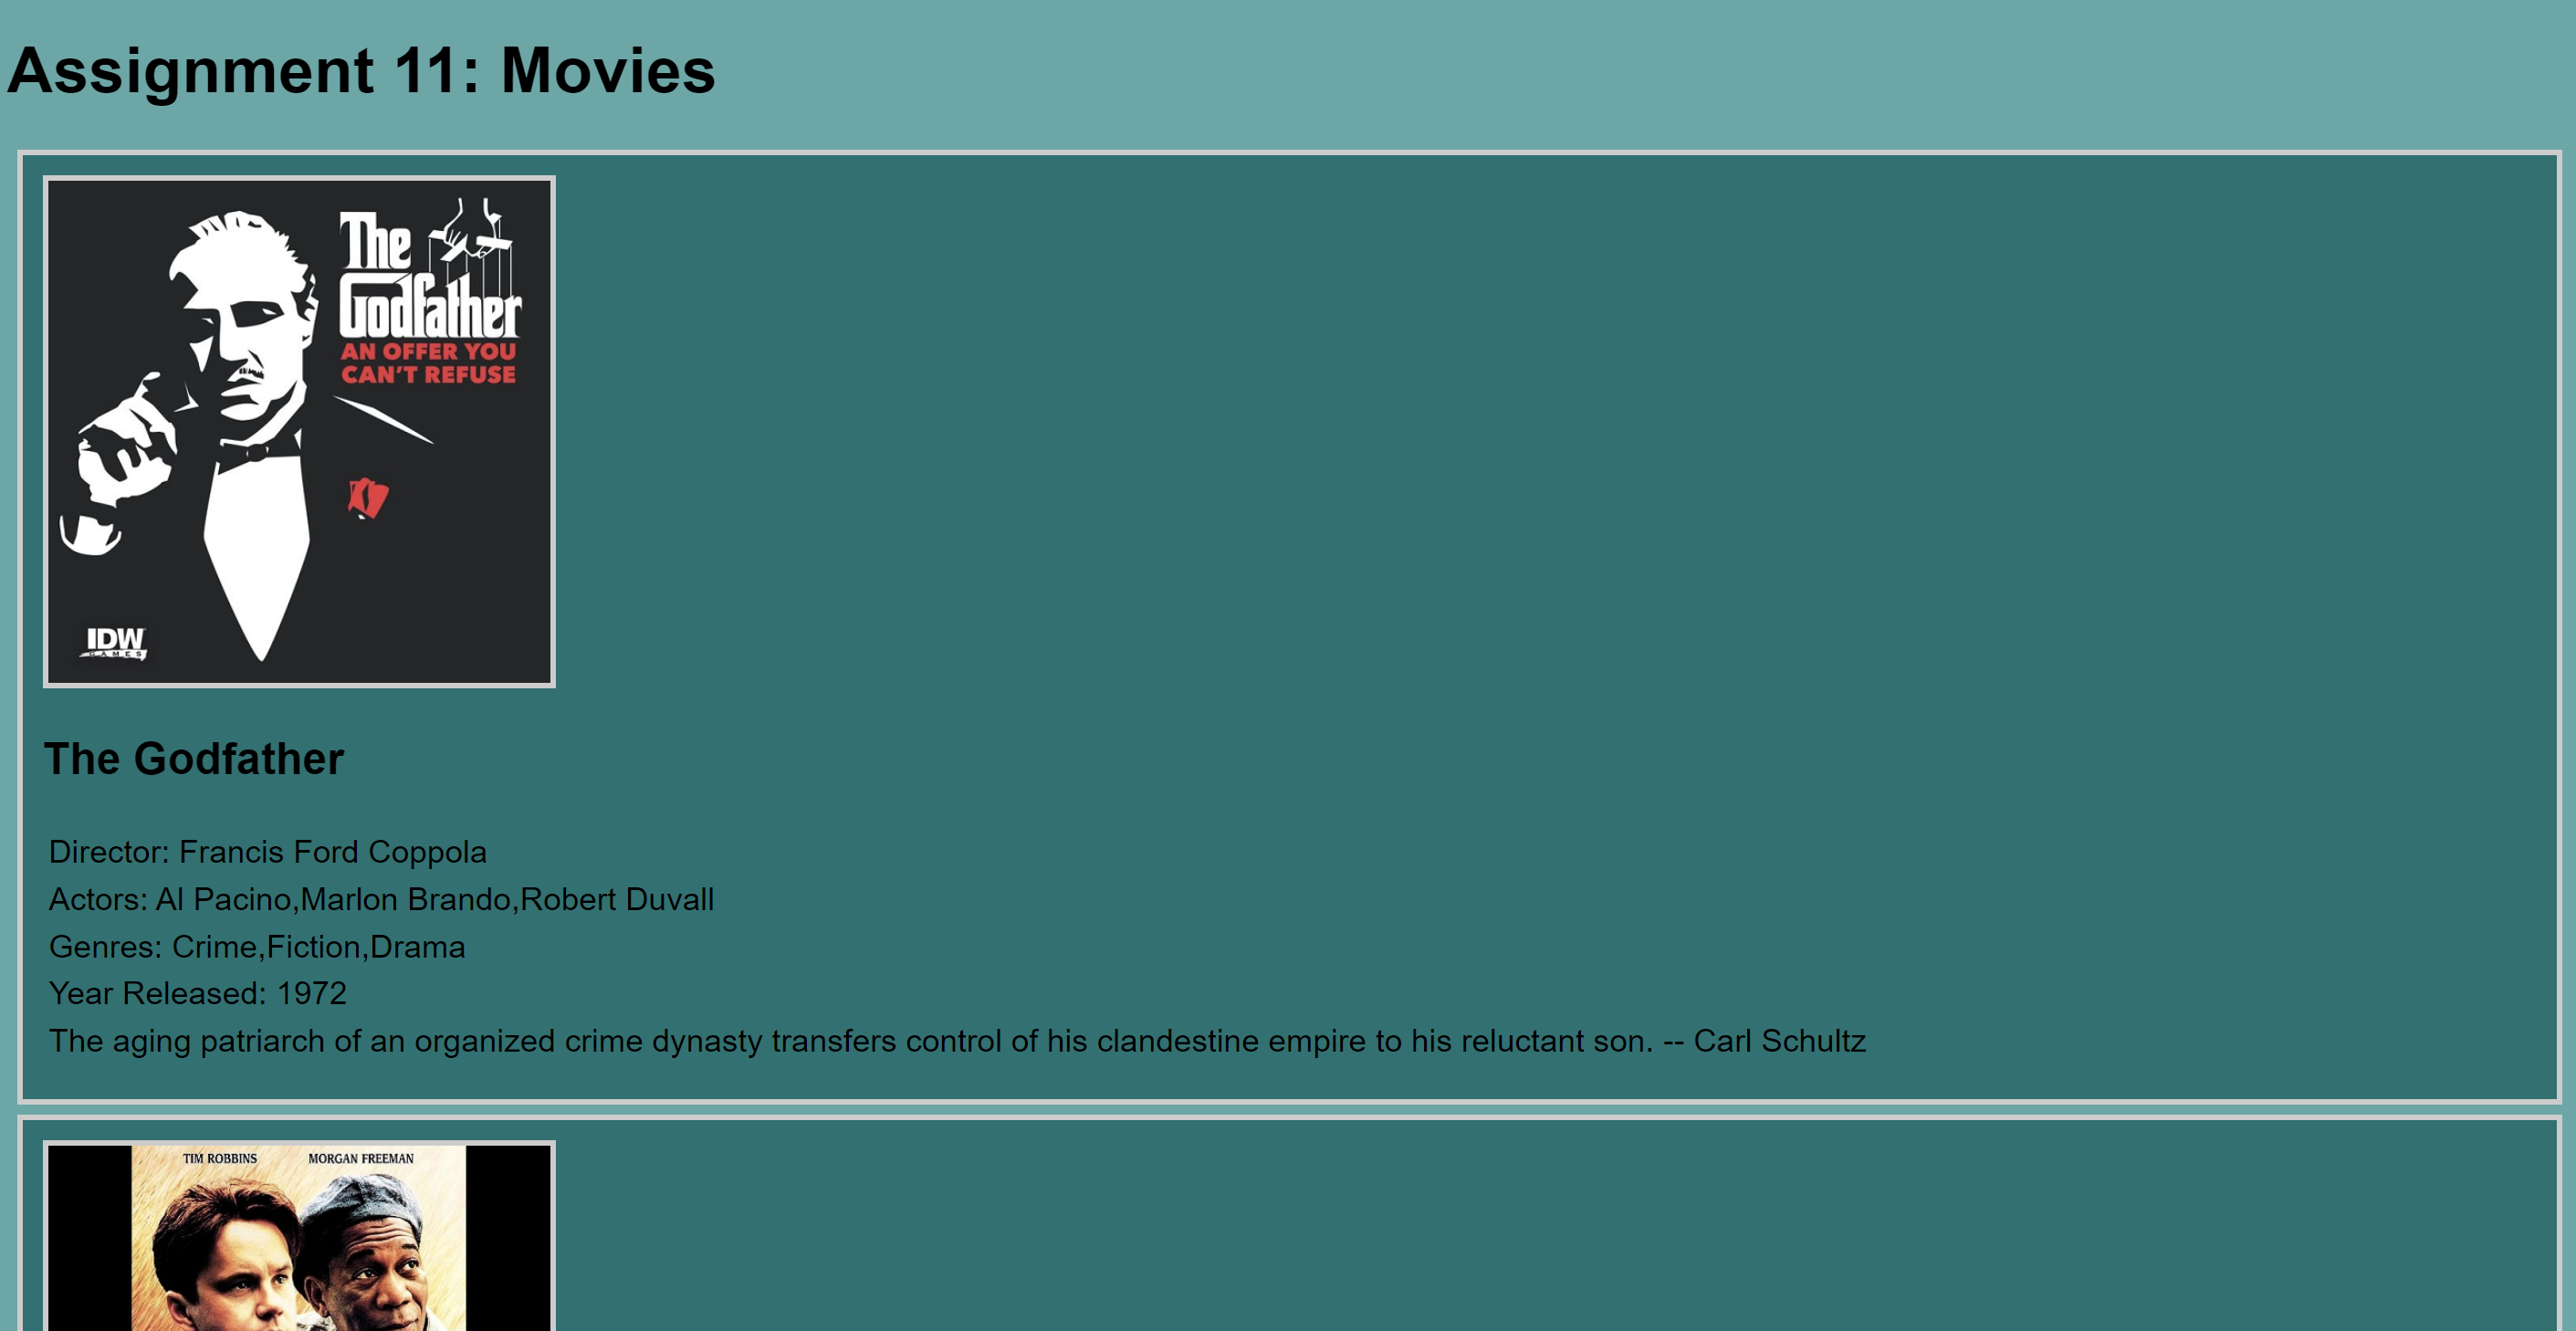 Assignment 11: Movies
The
Godfather
AN OFFER YOU
CAN'T REFUSE
IDW
GAMES
The Godfather
Director: Francis Ford Coppola
Actors: Al Pacino,Marlon Brando,Robert Duvall
Genres: Crime,Fiction,Drama
Year Released: 1972
The aging patriarch of an organized crime dynasty transfers control of his clandestine empire to his reluctant son. -- Carl Schultz
TIM ROBBINS MORGAN FREEMAN